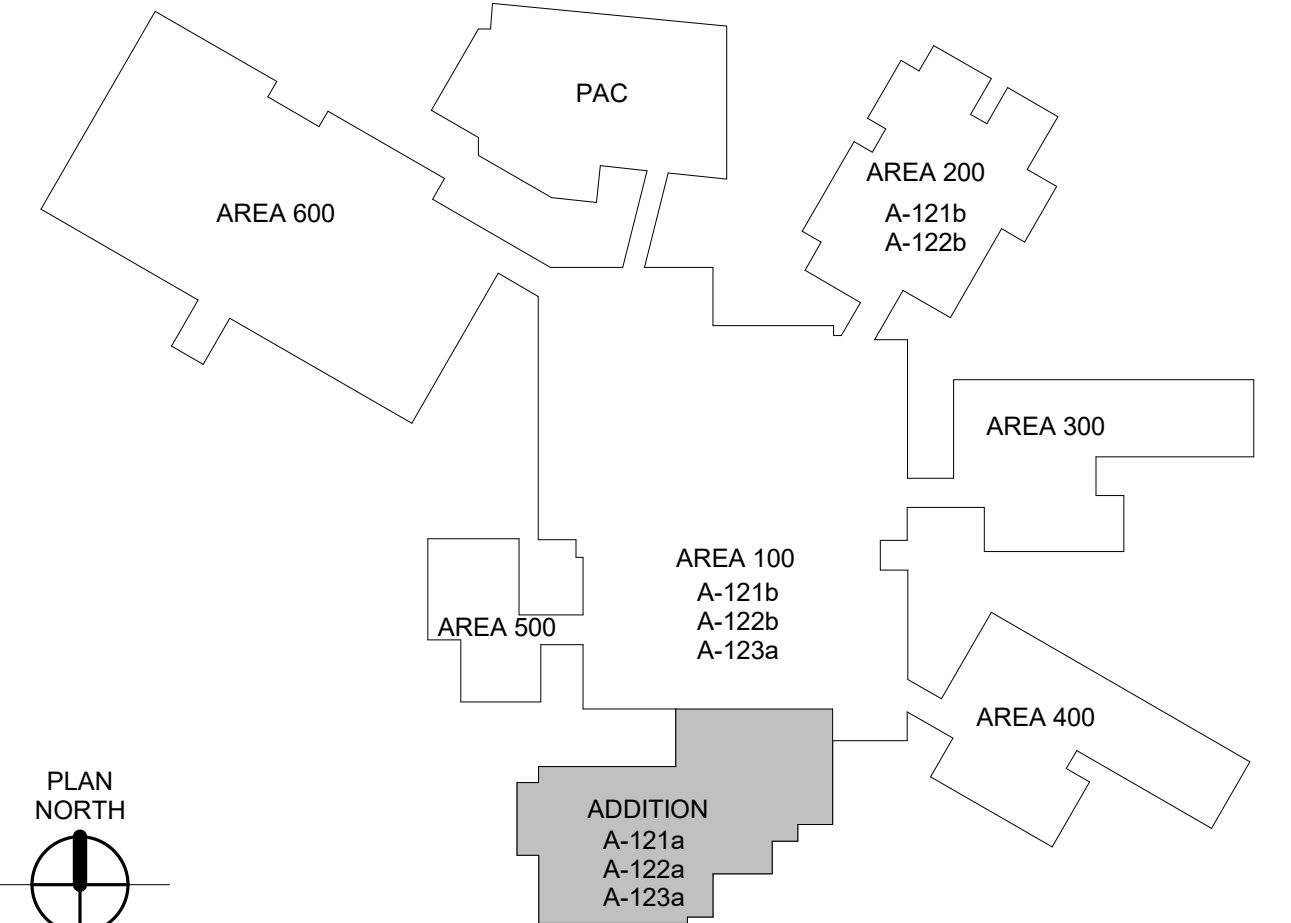 PAC
AREA 200
A-121b
A-122b
AREA 600
AREA 300
AREA 100
A-121b
A-122b
A-123a
AREA 500
AREA 400
PLAN
NORTH
ADDITION
A-121a
A-122a
A-123a